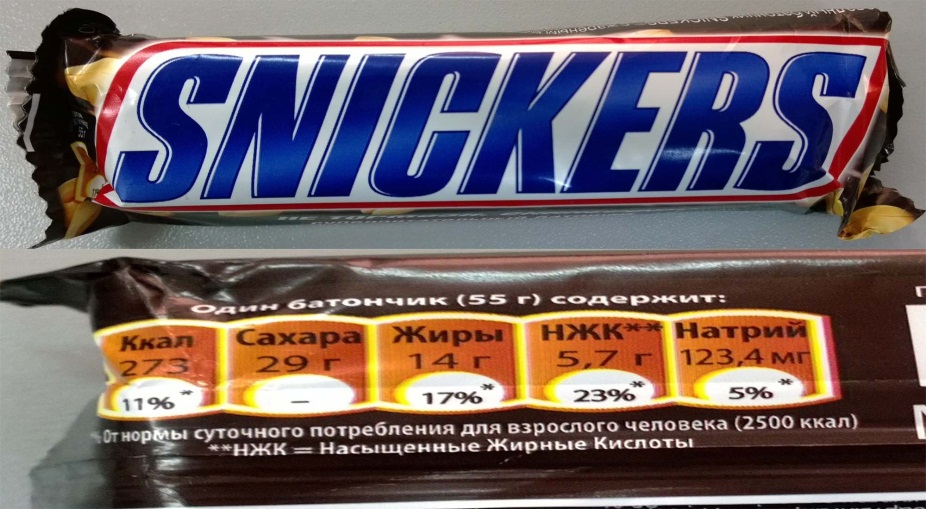 SNICKERS
Один батончик (55 г) содержит:
Ккал Сахара Жиры НЖК** Натрий
273 29 г 14 г 5,7 г 123,4 мг
11%* – 17%* 23%* 5%*
От нормы суточного потребления для взрослого человека (2500 ккал)
**НЖК = Насыщенные Жирные Кислоты